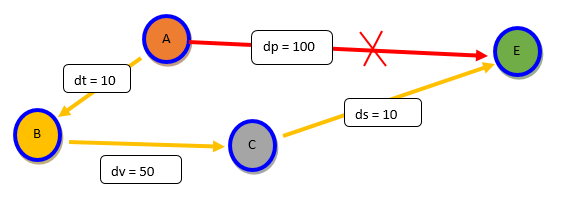 A
dp = 100
E
dt = 10
B
C
ds = 10
dv = 50